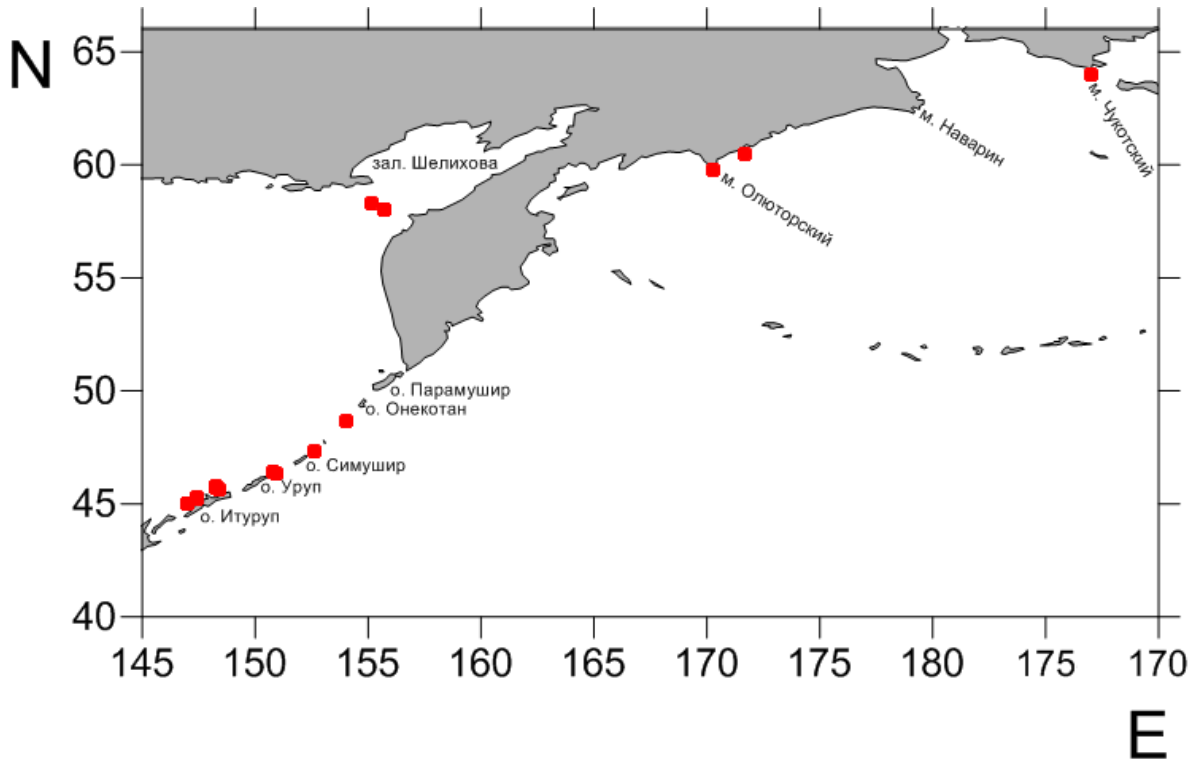 N
65
60
55
50
45
40
зал. Шелихова
м. Наварин
м. Чукотский
м. Олюторский
о. Парамушир
о. Онекотан
о. Симушир
о. Уруп
о. Итуруп
145 150 155 160 165 170 175 180 175 170
E